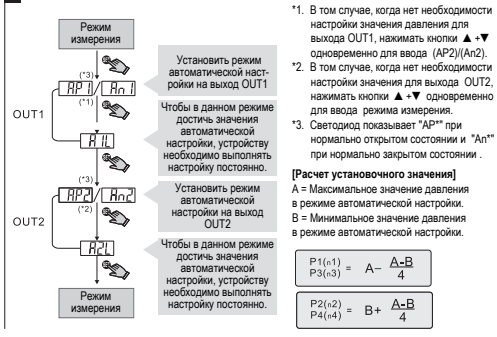 Режим
измерения
(*3)
AP1 / An1
(*1)
OUT1
A1L
(*3)
AP2 / An2
(*2)
OUT2
A2L
Режим
измерения
Установить режим
автоматической наст-
ройки на выход OUT1
Чтобы в данном режиме
достичь значения
автоматической
настройки, устройству
необходимо выполнять
настройку постоянно.
Установить режим
автоматической
настройки на выход
OUT2
Чтобы в данном режиме
достичь значения
автоматической
настройки, устройству
необходимо выполнять
настройку постоянно.
*1. В том случае, когда нет необходимости
настройки значения давления для
выхода OUT1, нажимать кнопки ▲ +▼
одновременно для ввода (AP2)/(An2).
*2. В том случае, когда нет необходимости
настройки значения для выхода OUT2,
нажимать кнопки ▲ +▼ одновременно
для ввода режима измерения.
*3. Светодиод показывает "AP*" при
нормально открытом состоянии и "An*"
при нормально закрытом состоянии .
[Расчет установочного значения]
A = Максимальное значение давления
в режиме автоматической настройки.
B = Минимальное значение давления
в режиме автоматической настройки.
P1(n1)
P3(n3) = A− A-B
4
P2(n2)
P4(n4) = B+ A-B
4